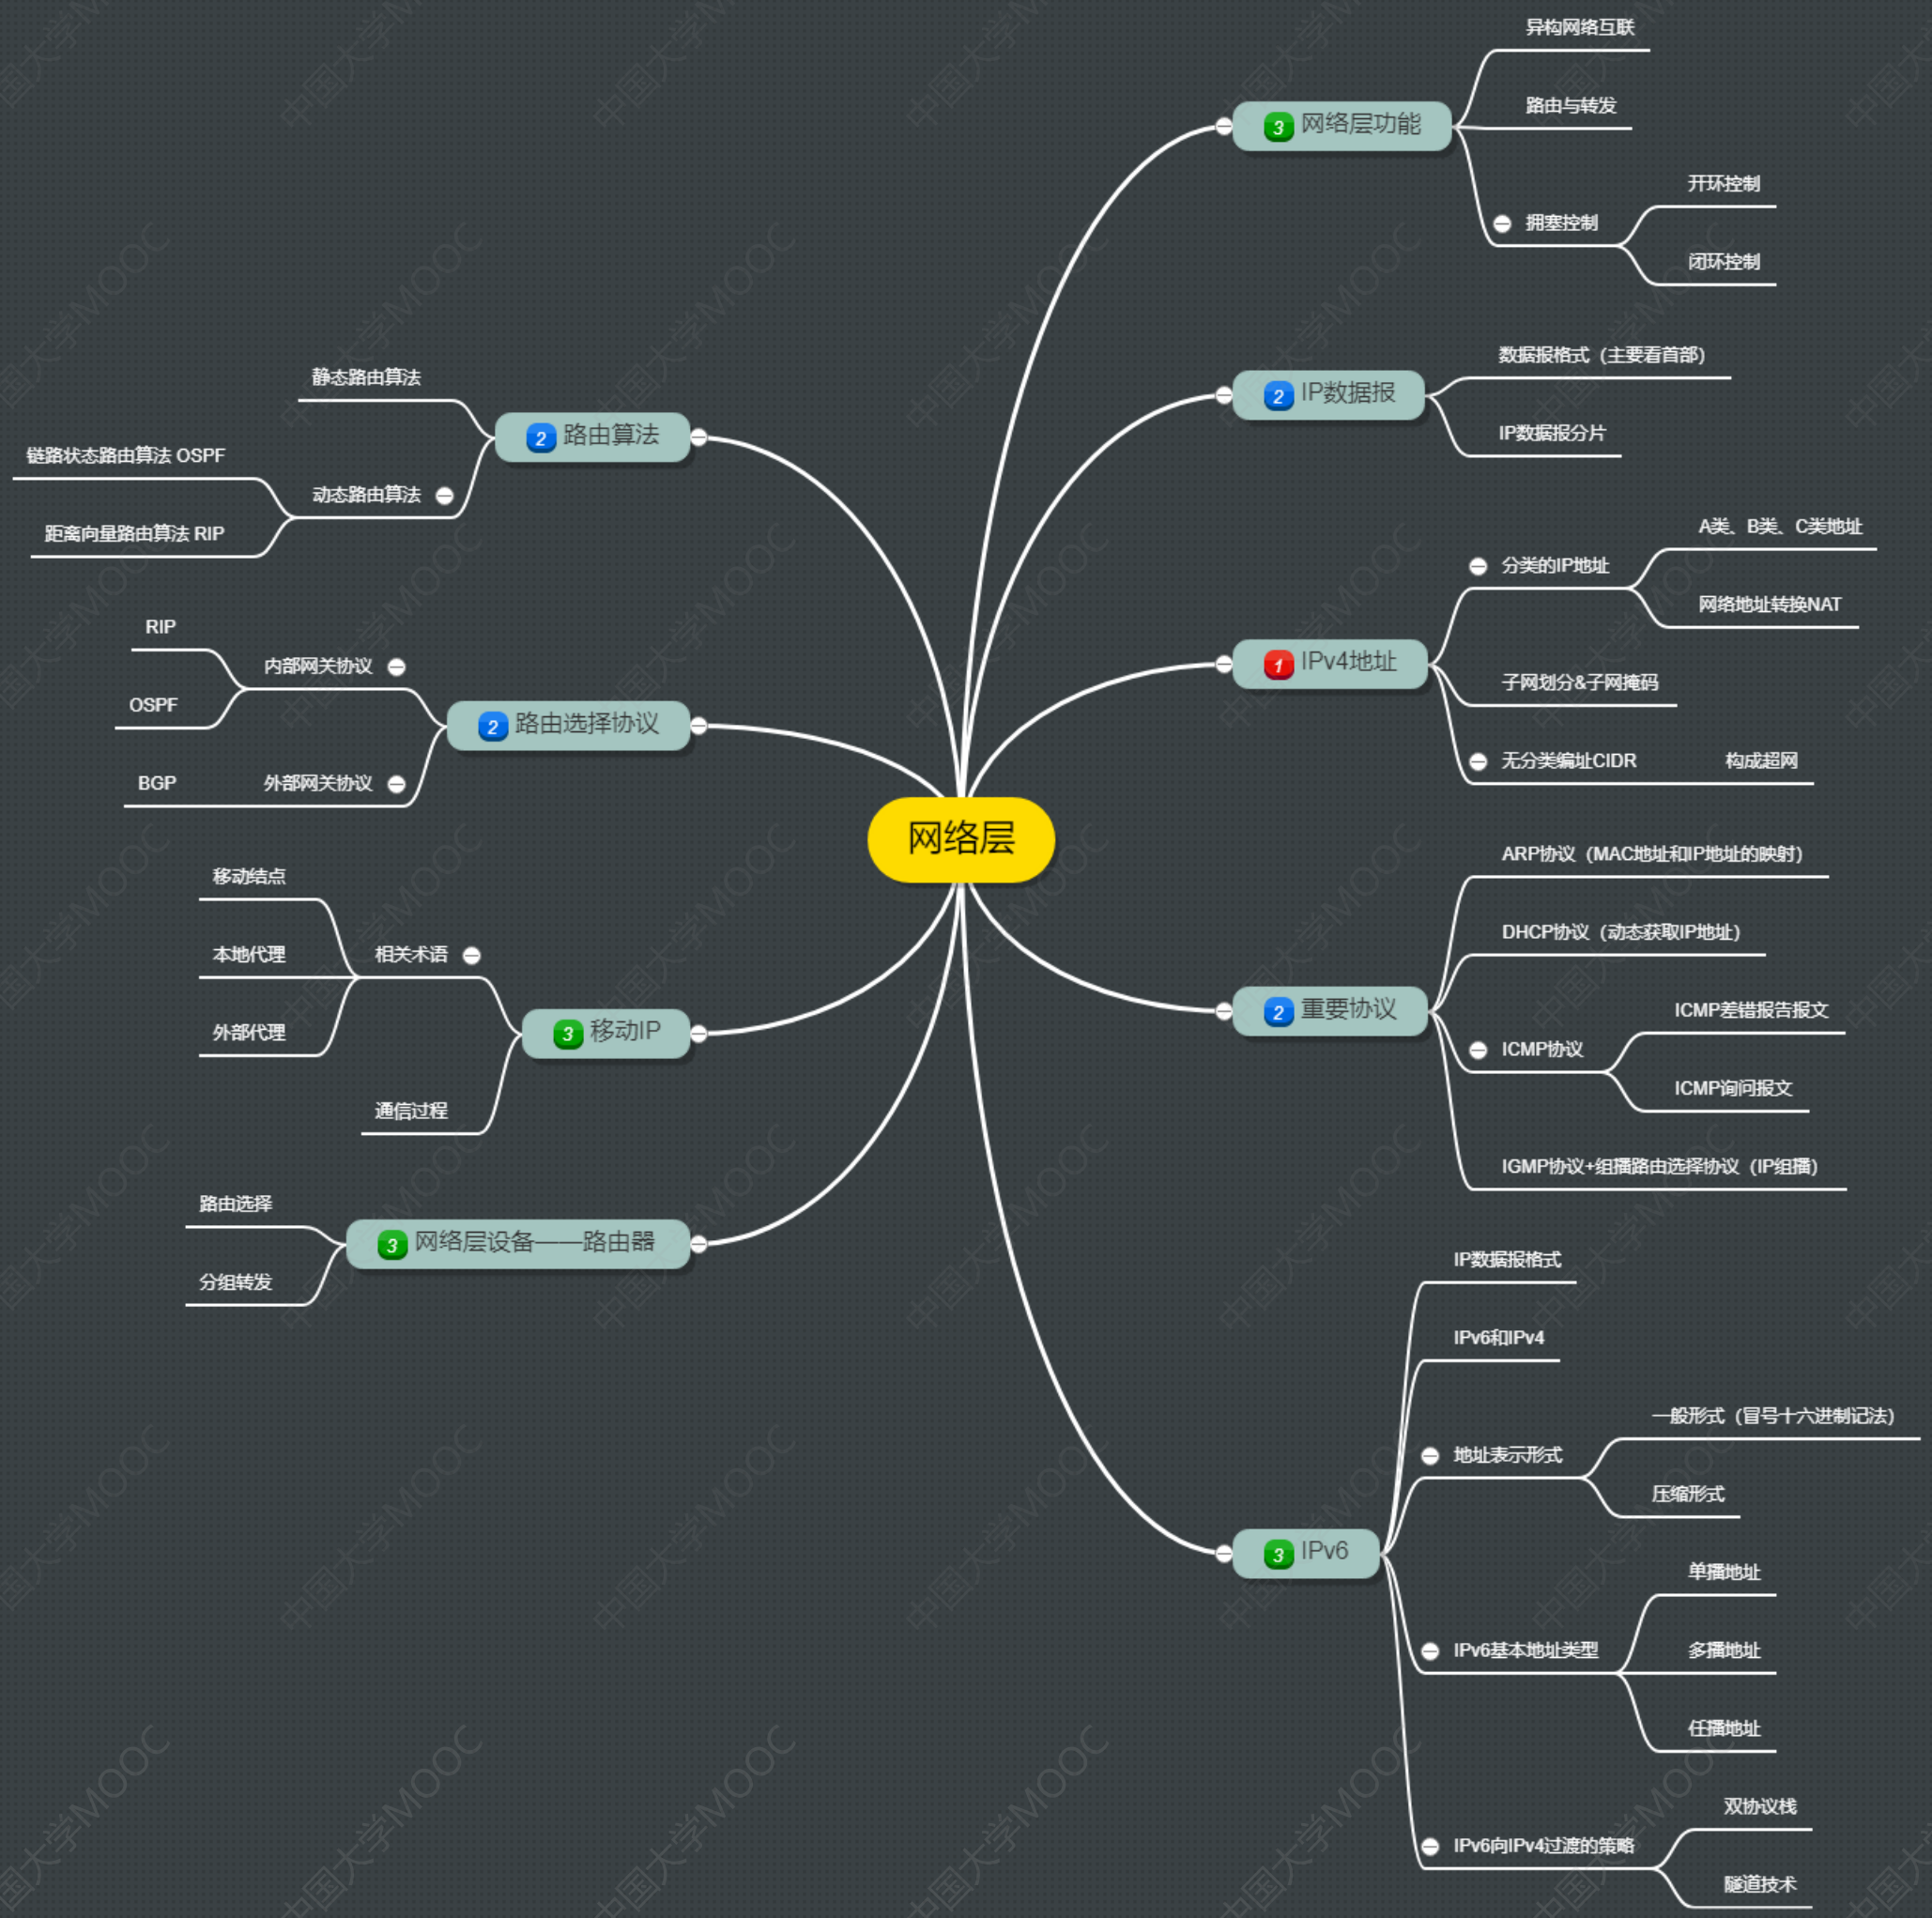 网络层
3 网络层功能
异构网络互联
路由与转发
拥塞控制
开环控制
闭环控制
2 IP数据报
数据报格式（主要看首部）
IP数据报分片
1 IPv4地址
分类的IP地址
A类、B类、C类地址
网络地址转换NAT
子网划分&子网掩码
无分类编址CIDR
构成超网
2 重要协议
ARP协议（MAC地址和IP地址的映射）
DHCP协议（动态获取IP地址）
ICMP协议
ICMP差错报告报文
ICMP询问报文
IGMP协议+组播路由选择协议（IP组播）
3 IPv6
IP数据报格式
IPv6和IPv4
地址表示形式
一般形式（冒号十六进制记法）
压缩形式
IPv6基本地址类型
单播地址
多播地址
任播地址
IPv6向IPv4过渡的策略
双协议栈
隧道技术
2 路由算法
静态路由算法
动态路由算法
链路状态路由算法 OSPF
距离向量路由算法 RIP
2 路由选择协议
内部网关协议
RIP
OSPF
外部网关协议
BGP
3 移动IP
相关术语
移动结点
本地代理
外部代理
通信过程
3 网络层设备——路由器
路由选择
分组转发
中国大学MOOC